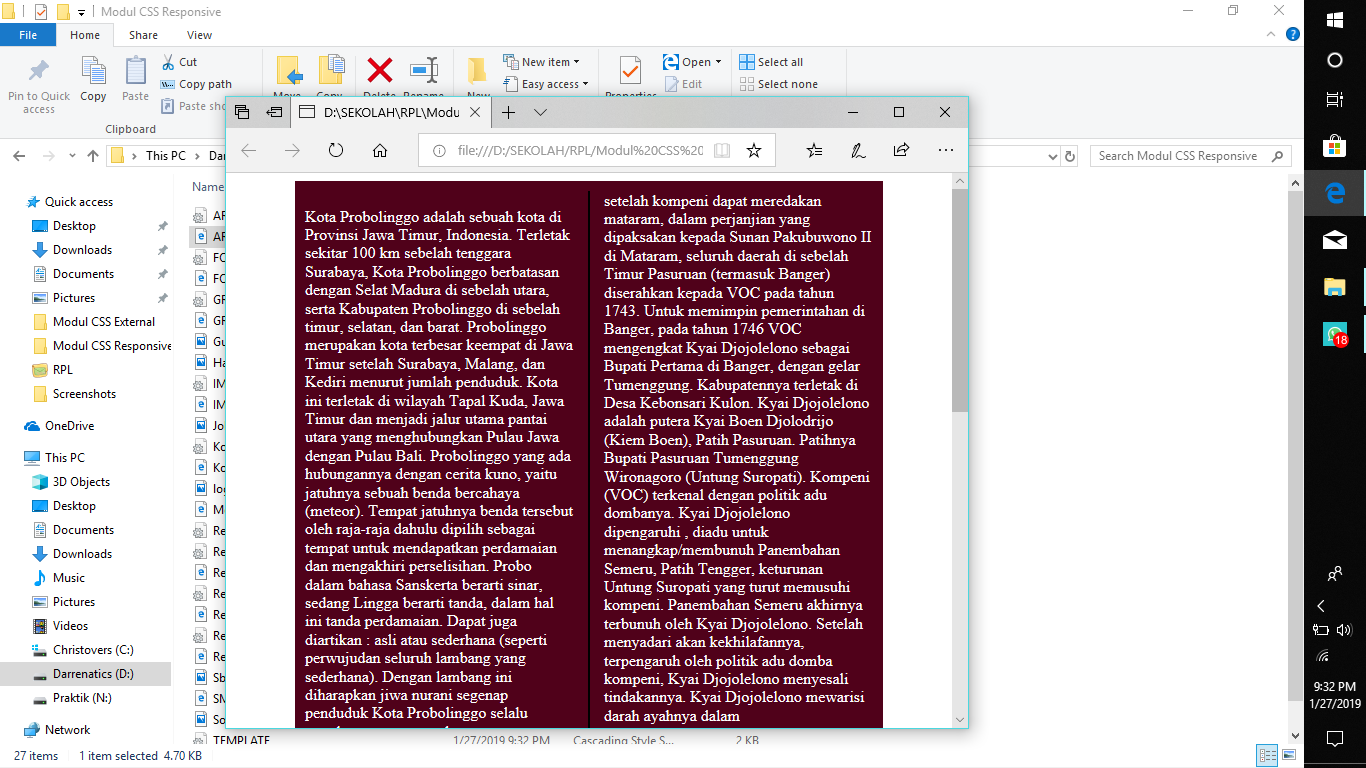 Modul CSS Responsive
File Home Share View
Pin to Quick access
Copy
Paste
Cut
Copy path
Paste
Clipboard
New item
Easy access
Open
Edit
Select all
Select none
This PC
Search Modul CSS Responsive
Quick access
Desktop
Downloads
Documents
Pictures
Modul CSS External
Modul CSS Responsive
RPL
Screenshots
OneDrive
This PC
3D Objects
Desktop
Documents
Downloads
Music
Pictures
Videos
Christovers (C:)
Darrenatics (D:)
Praktik (N:)
Network
27 items 1 item selected 4.70 KB
Name
TEMPLATE 1/27/2019 9:32 PM Cascading Style S... 2 KB
D:\SEKOLAH\RPL\Modu
file:///D:/SEKOLAH/RPL/Modul%20CSS%20
Kota Probolinggo adalah sebuah kota di
Provinsi Jawa Timur, Indonesia. Terletak
sekitar 100 km sebelah tenggara
Surabaya, Kota Probolinggo berbatasan
dengan Selat Madura di sebelah utara,
serta Kabupaten Probolinggo di sebelah
timur, selatan, dan barat. Probolinggo
merupakan kota terbesar keempat di Jawa
Timur setelah Surabaya, Malang, dan
Kediri menurut jumlah penduduk. Kota
ini terletak di wilayah Tapal Kuda, Jawa
Timur dan menjadi jalur utama pantai
utara yang menghubungkan Pulau Jawa
dengan Pulau Bali. Probolinggo yang ada
hubungannya dengan cerita kuno, yaitu
jatuhnya sebuah benda bercahaya
(meteor). Tempat jatuhnya benda tersebut
oleh raja-raja dahulu dipilih sebagai
tempat untuk mendapatkan perdamaian
dan mengakhiri perselisihan. Probo
dalam bahasa Sanskerta berarti sinar,
sedang Lingga berarti tanda, dalam hal
ini tanda perdamaian. Dapat juga
diartikan : asli atau sederhana (seperti
perwujudan seluruh lambang yang
sederhana). Dengan lambang ini
diharapkan jiwa nurani segenap
penduduk Kota Probolinggo selalu
setelah kompeni dapat meredakan
mataram, dalam perjanjian yang
dipaksakan kepada Sunan Pakubuwono II
di Mataram, seluruh daerah di sebelah
Timur Pasuruan (termasuk Banger)
diserahkan kepada VOC pada tahun
1743. Untuk memimpin pemerintahan di
Banger, pada tahun 1746 VOC
mengengkat Kyai Djojolelono sebagai
Bupati Pertama di Banger, dengan gelar
Tumenggung. Kabupatennya terletak di
Desa Kebonsari Kulon. Kyai Djojolelono
adalah putera Kyai Boen Djolodrijo
(Kiem Boen), Patih Pasuruan. Patihnya
Bupati Pasuruan Tumenggung
Wironagoro (Untung Suropati). Kompeni
(VOC) terkenal dengan politik adu
dombanya. Kyai Djojolelono
dipengaruhi , diadu untuk
menangkap/membunuh Panembahan
Semeru, Patih Tengger, keturunan
Untung Suropati yang turut memusuhi
kompeni. Panembahan Semeru akhirnya
terbunuh oleh Kyai Djojolelono. Setelah
menyadari akan kekhilafannya,
terpengaruh oleh politik adu domba
kompeni, Kyai Djojolelono menyesali
tindakannya. Kyai Djojolelono mewarisi
darah ayahnya dalam
18
9:32 PM
1/27/2019